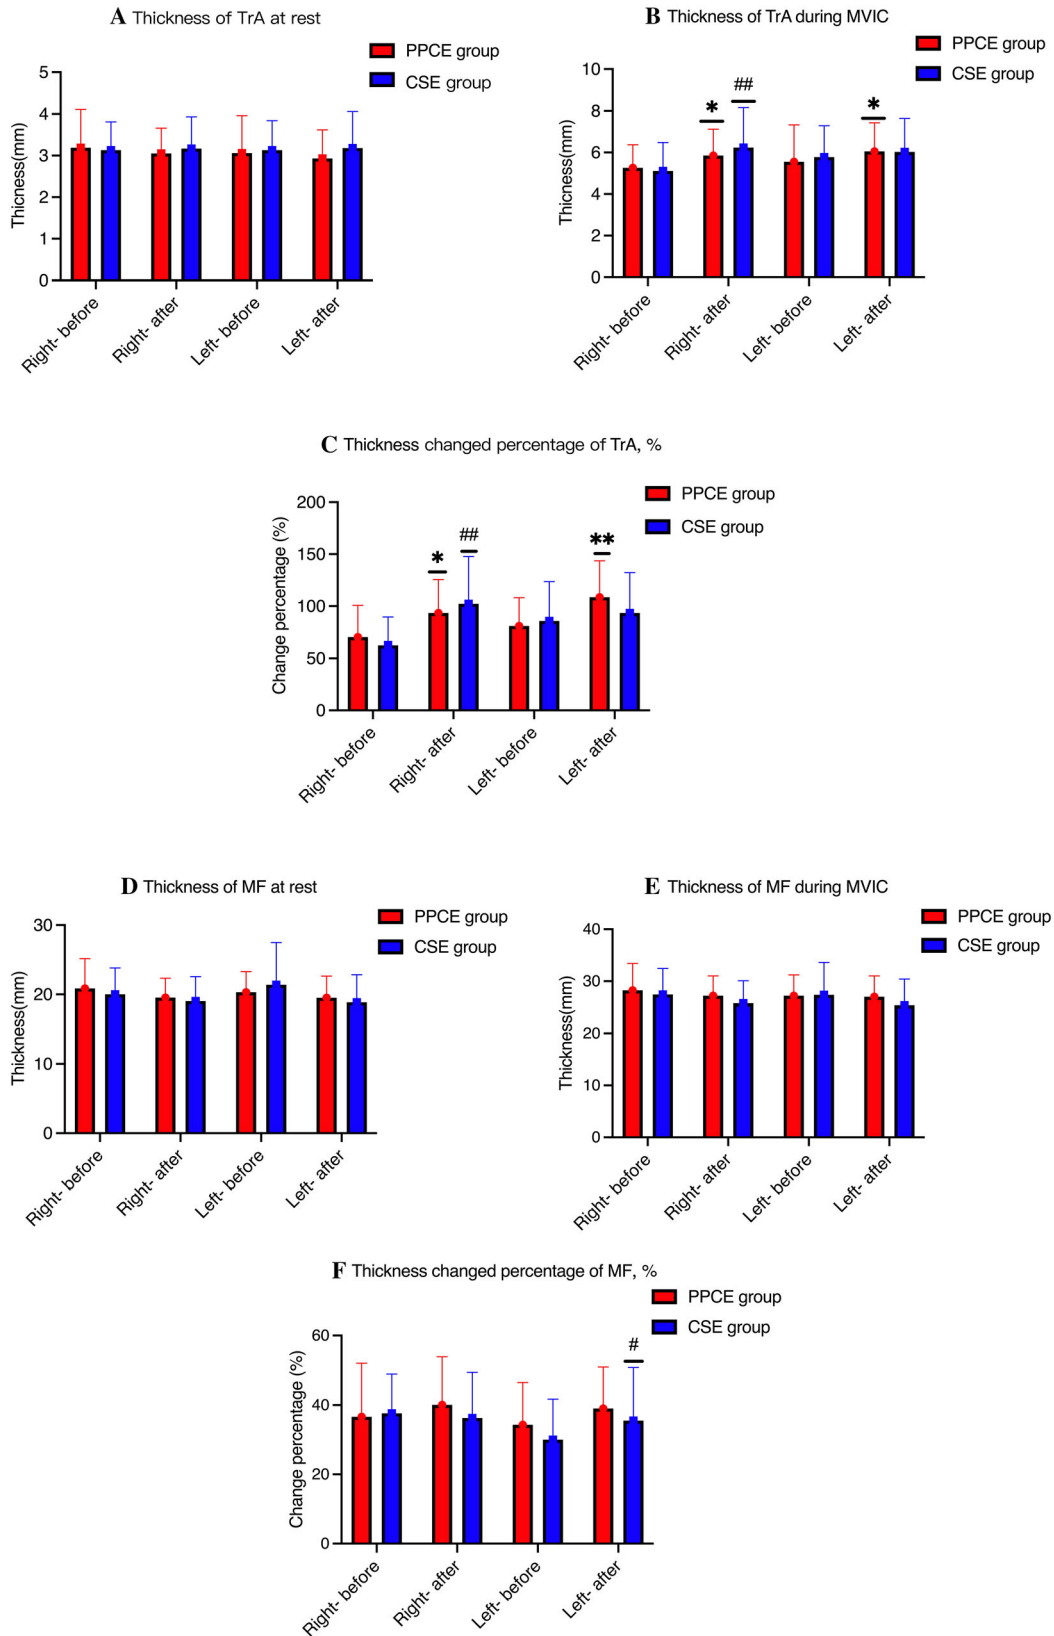 A Thickness of TrA at rest
PPCE group
CSE group
Thicness(mm)
5
4
3
2
1
0
Right- before
Right- after
Left- before
Left- after
B Thickness of TrA during MVIC
PPCE group
CSE group
Thicness(mm)
10
8
6
4
2
0
*
##
*
Right- before
Right- after
Left- before
Left- after
C Thickness changed percentage of TrA, %
PPCE group
CSE group
Change percentage (%)
200
150
100
50
0
*
##
**
Right- before
Right- after
Left- before
Left- after
D Thickness of MF at rest
PPCE group
CSE group
Thickness(mm)
30
20
10
0
Right- before
Right- after
Left- before
Left- after
E Thickness of MF during MVIC
PPCE group
CSE group
Thickness(mm)
40
30
20
10
0
Right- before
Right- after
Left- before
Left- after
F Thickness changed percentage of MF, %
PPCE group
CSE group
Change percentage (%)
60
40
20
0
#
Right- before
Right- after
Left- before
Left- after